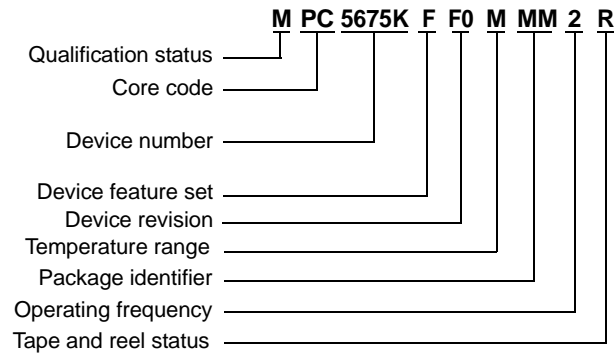 M PC 5675K F F0 M MM 2 R
Qualification status
Core code
Device number
Device feature set
Device revision
Temperature range
Package identifier
Operating frequency
Tape and reel status